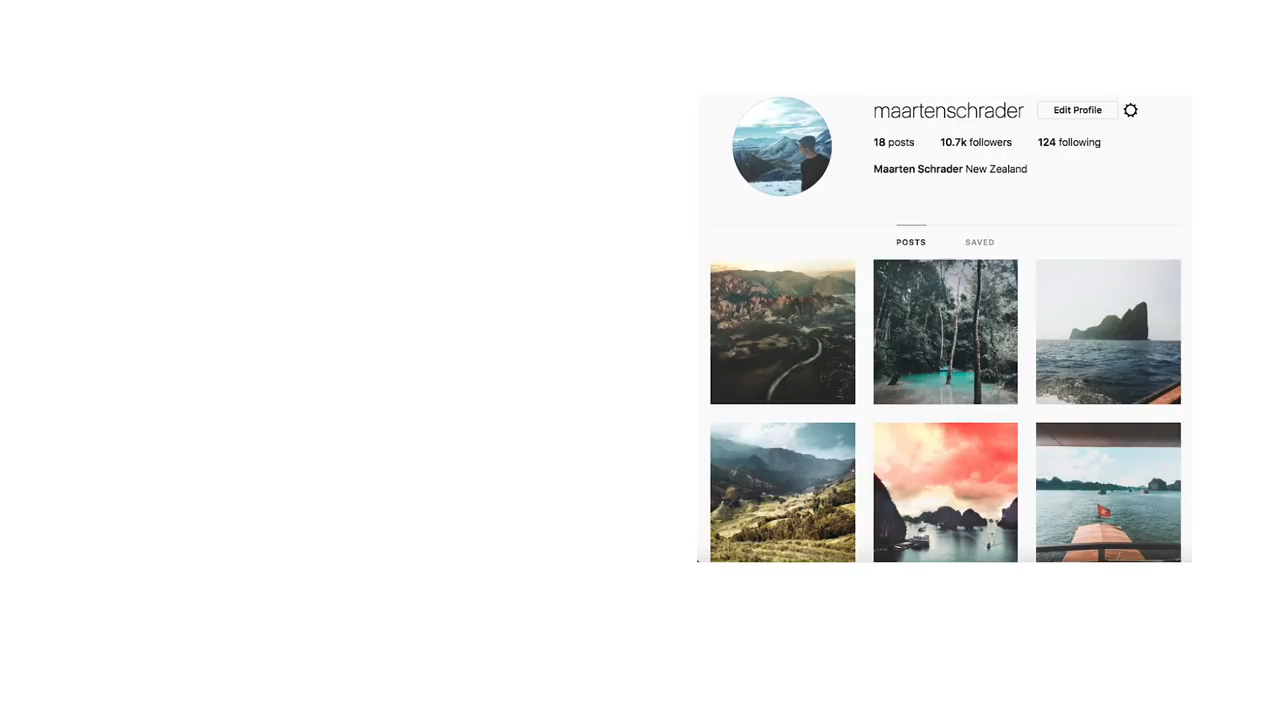 maartenschrader Edit Profile
18 posts 10.7k followers 124 following
Maarten Schrader New Zealand
POSTS SAVED